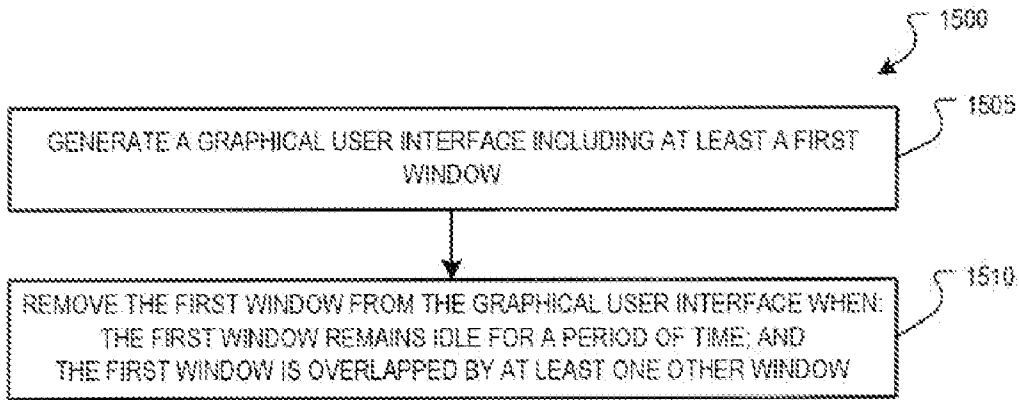 1500
1505
GENERATE A GRAPHICAL USER INTERFACE INCLUDING AT LEAST A FIRST
WINDOW
1510
REMOVE THE FIRST WINDOW FROM THE GRAPHICAL USER INTERFACE WHEN:
THE FIRST WINDOW REMAINS IDLE FOR A PERIOD OF TIME; AND
THE FIRST WINDOW IS OVERLAPPED BY AT LEAST ONE OTHER WINDOW